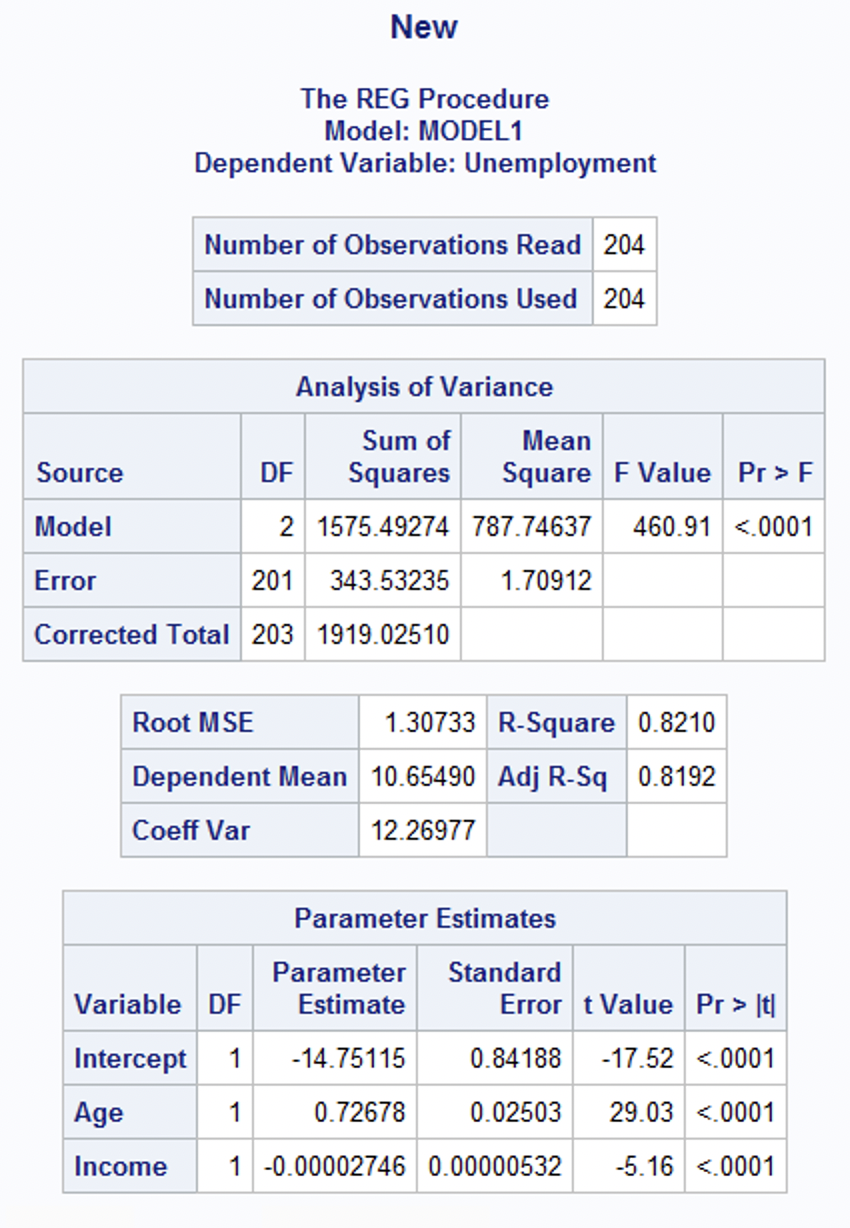 New
The REG Procedure
Model: MODEL1
Dependent Variable: Unemployment
Number of Observations Read 204
Number of Observations Used 204
Analysis of Variance
Source DF Sum of Squares Mean Square F Value Pr > F
Model 2 1575.49274 787.74637 460.91 <.0001
Error 201 343.53235 1.70912
Corrected Total 203 1919.02510
Root MSE 1.30733 R-Square 0.8210
Dependent Mean 10.65490 Adj R-Sq 0.8192
Coeff Var 12.26977
Parameter Estimates
Variable DF Parameter Estimate Standard Error t Value Pr > |t|
Intercept 1 -14.75115 0.84188 -17.52 <.0001
Age 1 0.72678 0.02503 29.03 <.0001
Income 1 -0.00002746 0.00000532 -5.16 <.0001